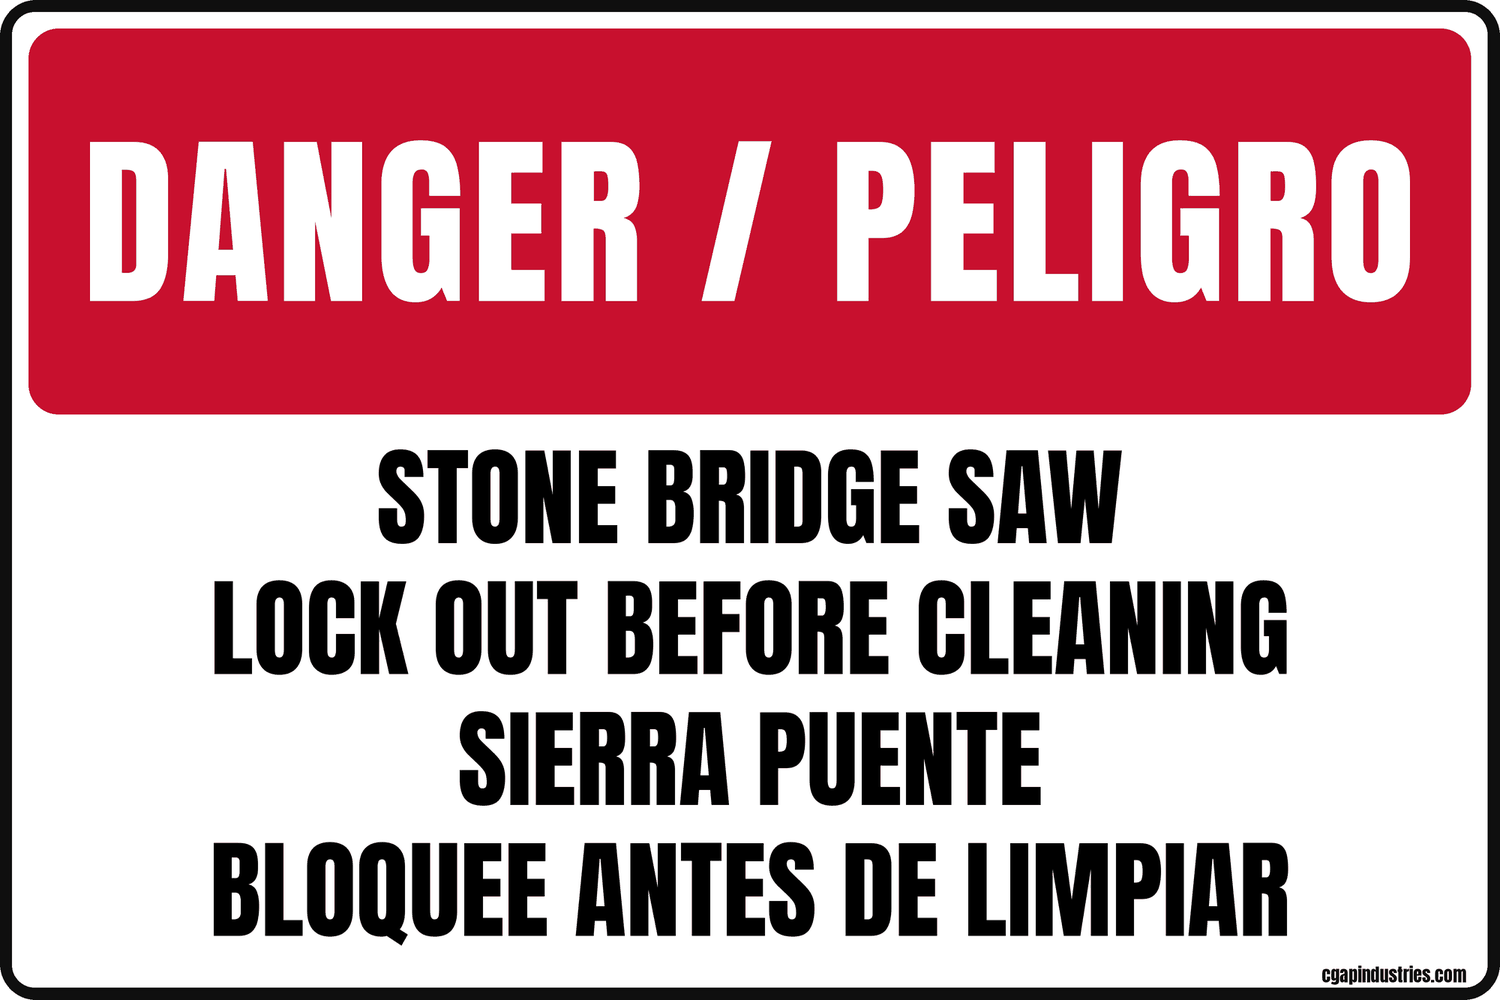 DANGER / PELIGRO
STONE BRIDGE SAW
LOCK OUT BEFORE CLEANING
SIERRA PUENTE
BLOQUEE ANTES DE LIMPIAR
cgapindustries.com